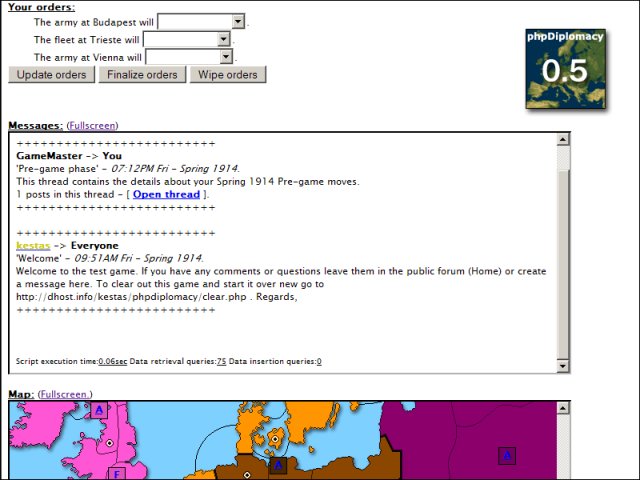 Your orders:
The army at Budapest will .
The fleet at Trieste will .
The army at Vienna will .
Update orders Finalize orders Wipe orders
phpDiplomacy
0.5
Messages: (Fullscreen)
++++++++++++++++++++++++++
GameMaster -> You
'Pre-game phase' - 07:12PM Fri - Spring 1914.
This thread contains the details about your Spring 1914 Pre-game moves.
1 posts in this thread - [ Open thread ].
++++++++++++++++++++++++++
++++++++++++++++++++++++++
kestas -> Everyone
'Welcome' - 09:51AM Fri - Spring 1914.
Welcome to the test game. If you have any comments or questions leave them in the public forum (Home) or create
a message here. To clear out this game and start it over new go to
http://dhost.info/kestas/phpdiplomacy/clear.php . Regards,
++++++++++++++++++++++++++
Script execution time:0.06sec Data retrieval queries:75 Data insertion queries:0
Map: (Fullscreen.)
A
A
A
F